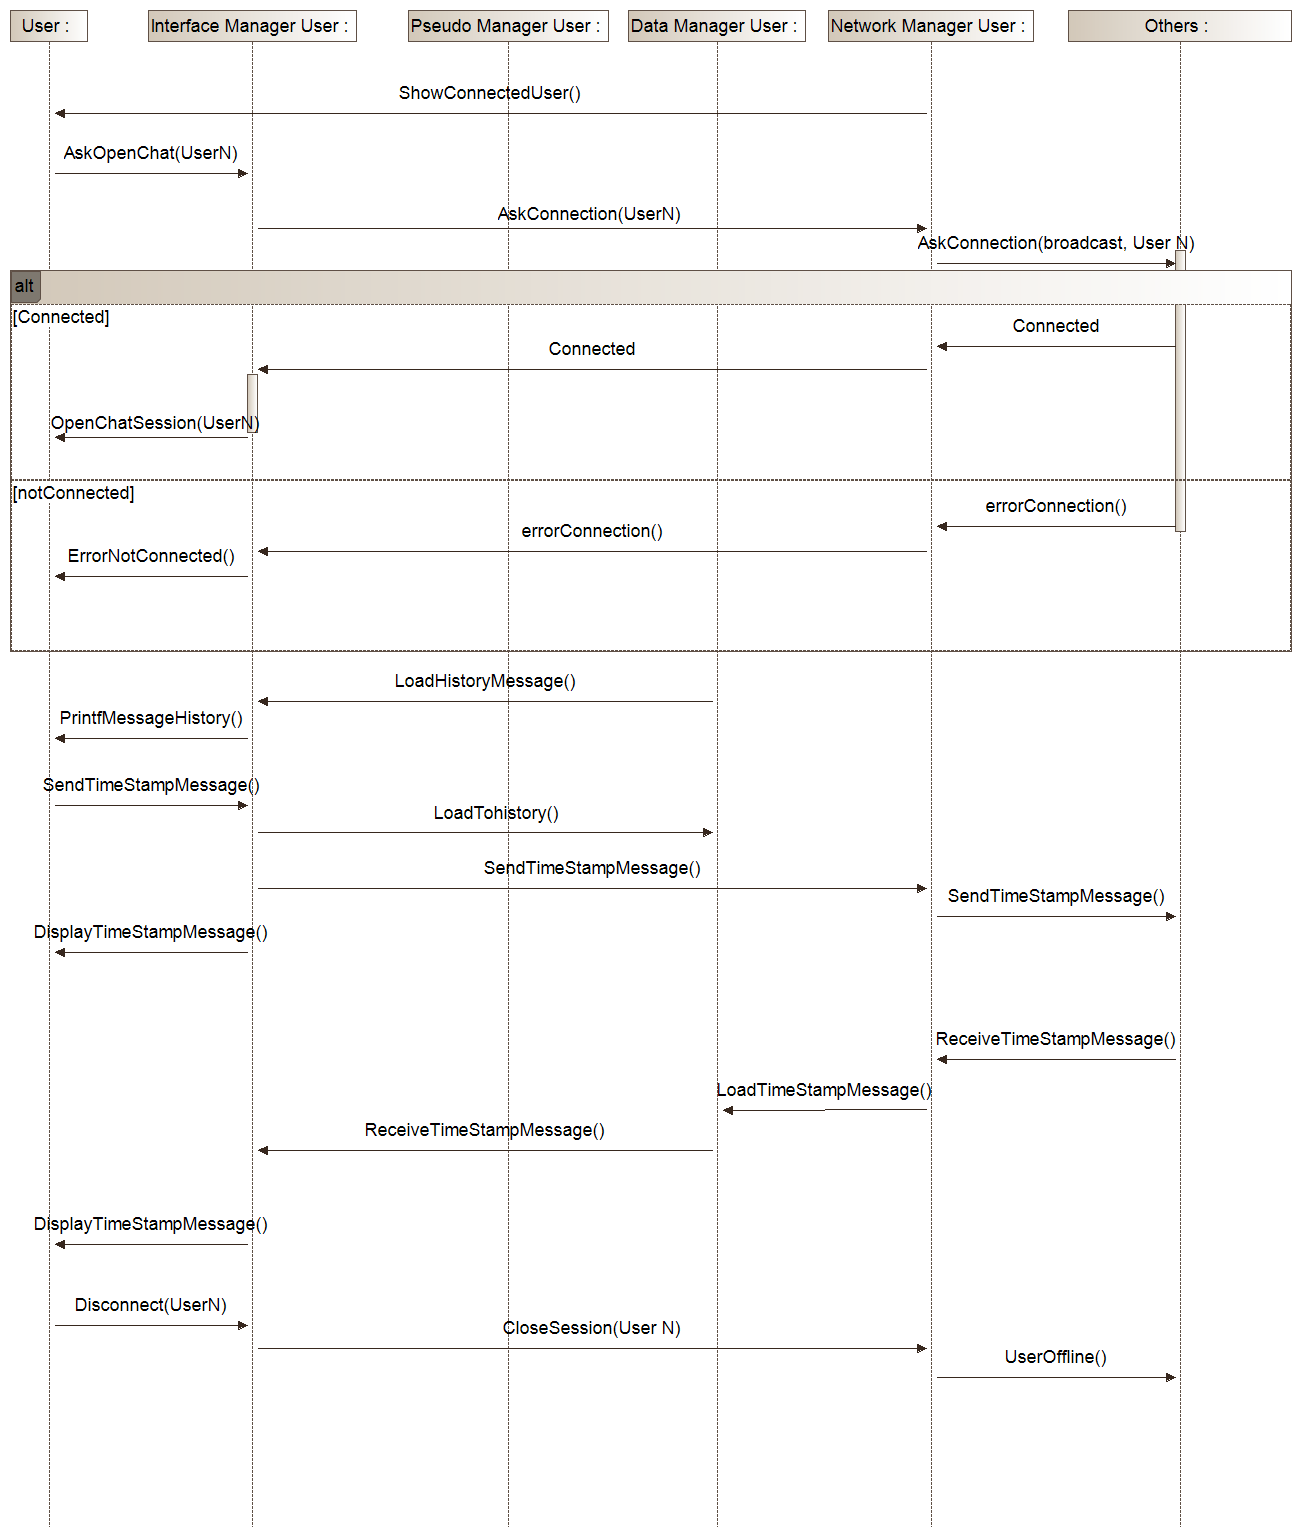 User :
Interface Manager User :
Pseudo Manager User :
Data Manager User :
Network Manager User :
Others :
ShowConnectedUser()
AskOpenChat(UserN)
AskConnection(UserN)
AskConnection(broadcast, User N)
alt
[Connected]
Connected
Connected
OpenChatSession(UserN)
[notConnected]
errorConnection()
errorConnection()
ErrorNotConnected()
LoadHistoryMessage()
PrintfMessageHistory()
SendTimeStampMessage()
LoadTohistory()
SendTimeStampMessage()
SendTimeStampMessage()
DisplayTimeStampMessage()
ReceiveTimeStampMessage()
LoadTimeStampMessage()
ReceiveTimeStampMessage()
DisplayTimeStampMessage()
Disconnect(UserN)
CloseSession(User N)
UserOffline()